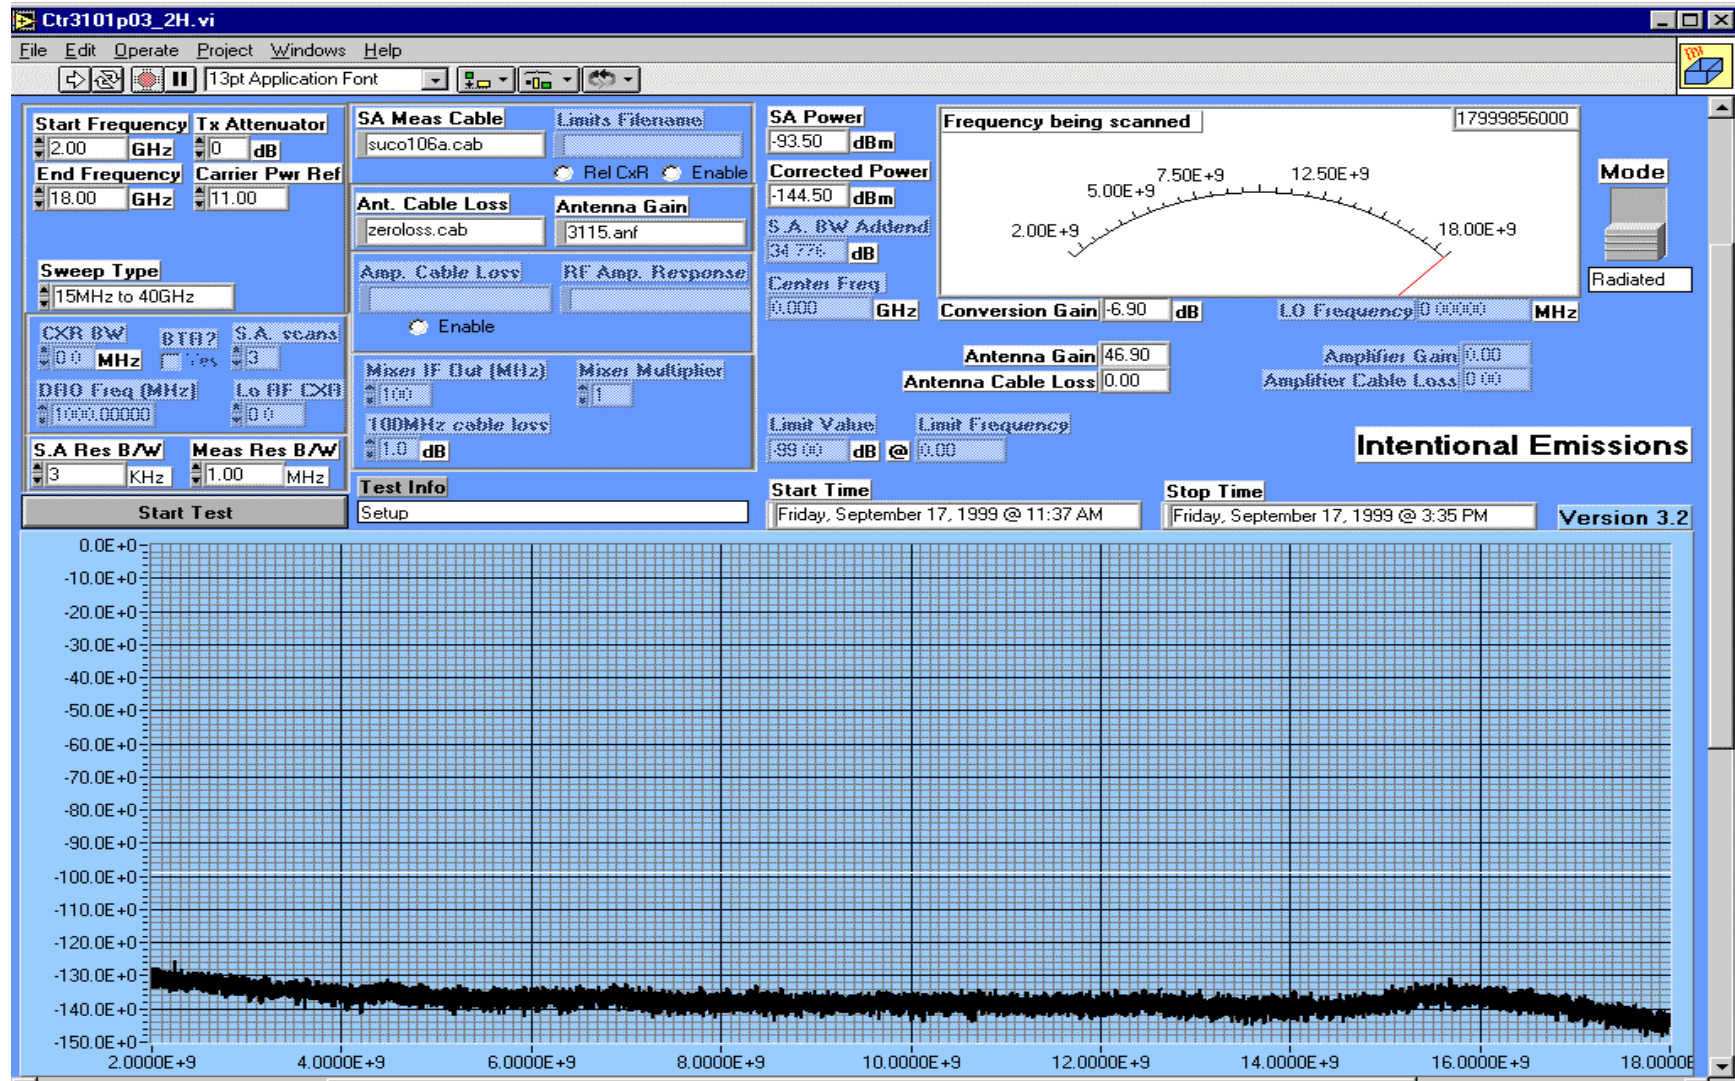 Ctr3101p03_2H.vi
File Edit Operate Project Windows Help
13pt Application Font
Start Frequency Tx Attenuator
2.00 GHz 0 dB
End Frequency Carrier Pwr Ref
18.00 GHz 11.00
Sweep Type
15MHz to 40GHz
CXR BW BTA? S.A. scans
0.0 MHz Yes 3
DRO Freq (MHz) Lo RF CXR
1000.00000 0.0
S.A Res B/W Meas Res B/W
3 KHz 1.00 MHz
Start Test
SA Meas Cable Limits Filename
suco106a.cab
Rel CxR Enable
Ant. Cable Loss Antenna Gain
zeroloss.cab 3115.anf
Amp. Cable Loss RF Amp. Response
Enable
Mixer IF Out (MHz) Mixer Multiplier
100 1
100MHz cable loss
1.0 dB
Test Info
Setup
SA Power
-93.50 dBm
Corrected Power
-144.50 dBm
S.A. BW Addend
34.776 dB
Center Freq
0.000 GHz
Frequency being scanned 17999856000
2.00E+9 5.00E+9 7.50E+9 12.50E+9 18.00E+9
Mode
Radiated
Conversion Gain -6.90 dB LO Frequency 0.00000 MHz
Antenna Gain 46.90 Amplifier Gain 0.00
Antenna Cable Loss 0.00 Amplifier Cable Loss 0.00
Limit Value Limit Frequency
-99.00 dB @ 0.00
Intentional Emissions
Start Time Stop Time
Friday, September 17, 1999 @ 11:37 AM Friday, September 17, 1999 @ 3:35 PM Version 3.2
0.0E+0
-10.0E+0
-20.0E+0
-30.0E+0
-40.0E+0
-50.0E+0
-60.0E+0
-70.0E+0
-80.0E+0
-90.0E+0
-100.0E+0
-110.0E+0
-120.0E+0
-130.0E+0
-140.0E+0
-150.0E+0
2.0000E+9 4.0000E+9 6.0000E+9 8.0000E+9 10.0000E+9 12.0000E+9 14.0000E+9 16.0000E+9 18.0000E